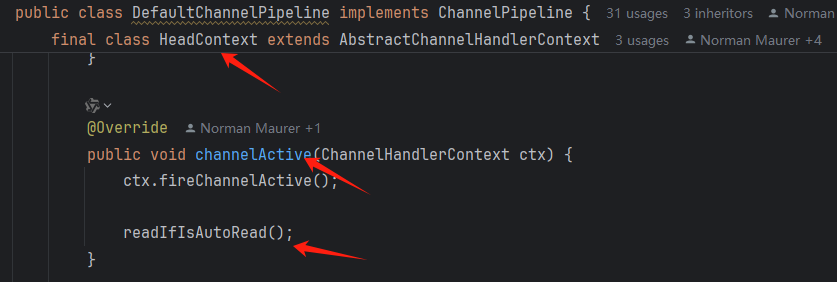 public class DefaultChannelPipeline implements ChannelPipeline { 31 usages 3 inheritors Norman
final class HeadContext extends AbstractChannelHandlerContext 3 usages Norman Maurer +4
}
@Override Norman Maurer +1
public void channelActive(ChannelHandlerContext ctx) {
ctx.fireChannelActive();
readIfIsAutoRead();
}